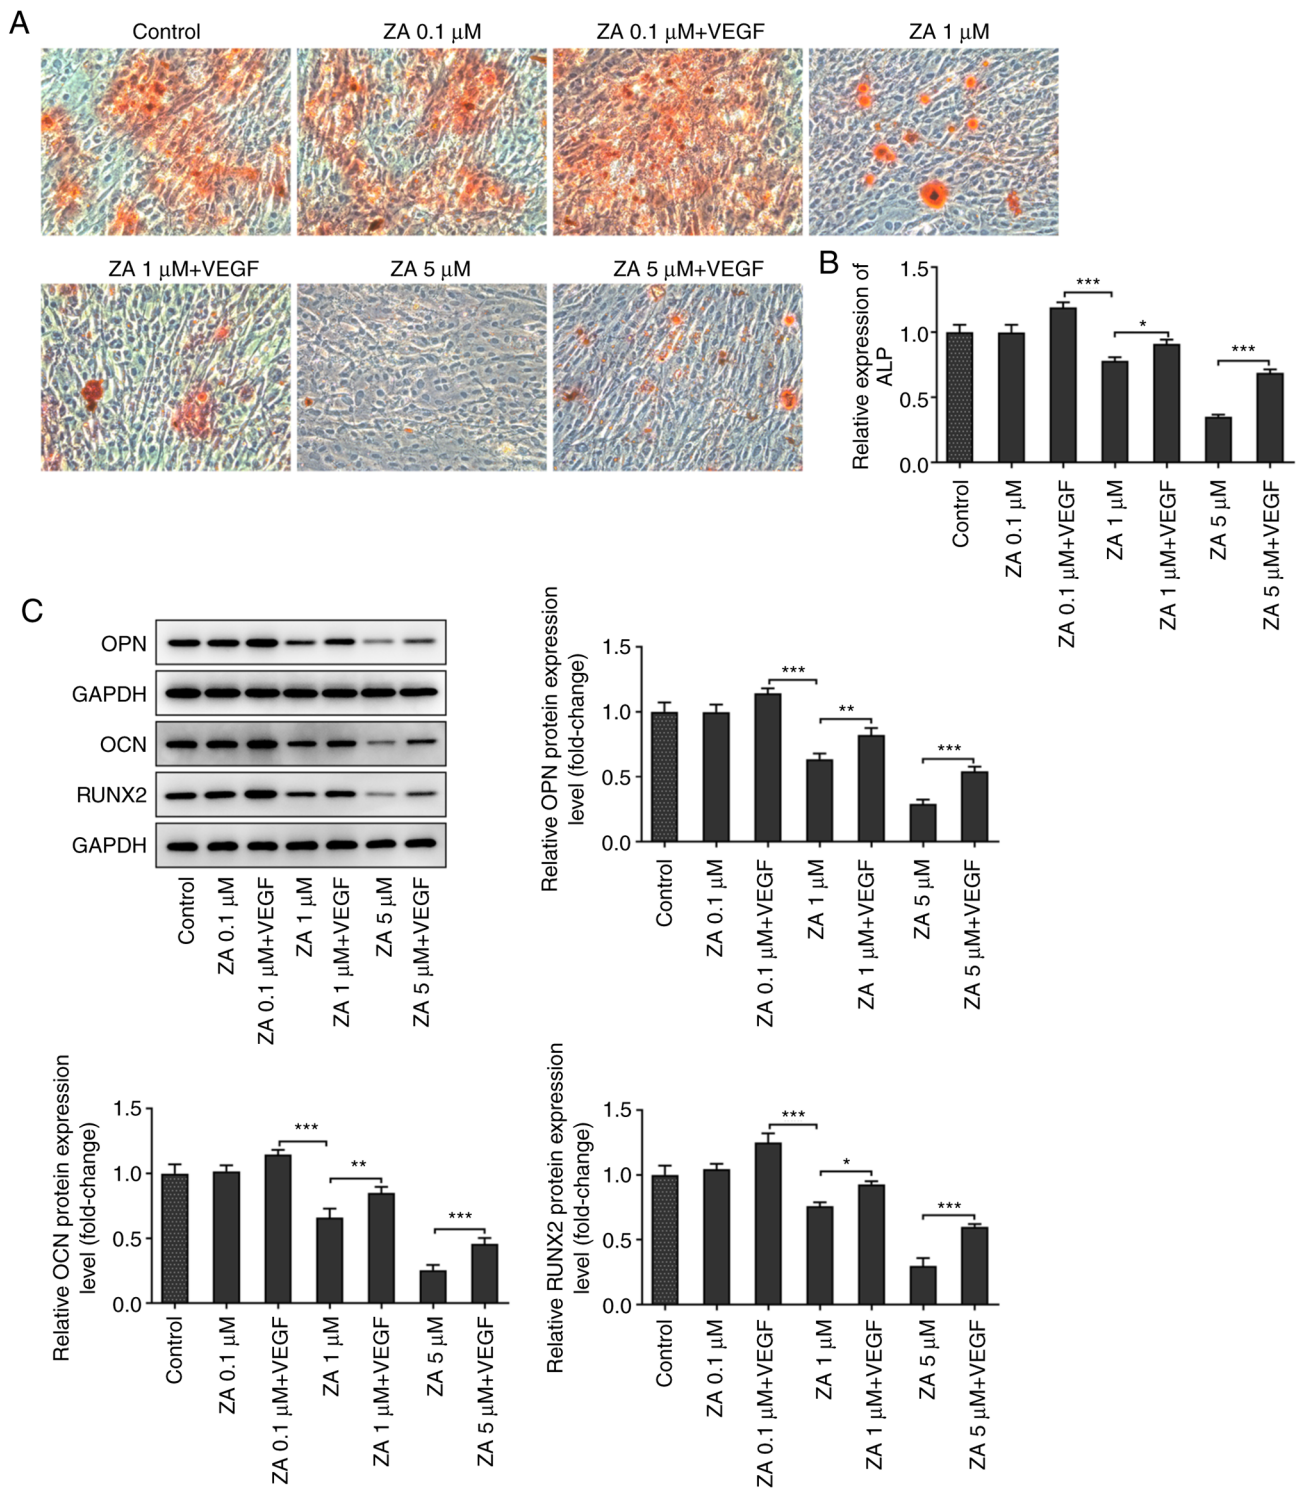 A
Control
ZA 0.1 μM
ZA 0.1 μM+VEGF
ZA 1 μM
ZA 1 μM+VEGF
ZA 5 μM
ZA 5 μM+VEGF
B
Relative expression of
ALP
1.5
1.0
0.5
0.0
***
*
***
Control
ZA 0.1 μM
ZA 0.1 μM+VEGF
ZA 1 μM
ZA 1 μM+VEGF
ZA 5 μM
ZA 5 μM+VEGF
C
OPN
GAPDH
OCN
RUNX2
GAPDH
Control
ZA 0.1 μM
ZA 0.1 μM+VEGF
ZA 1 μM
ZA 1 μM+VEGF
ZA 5 μM
ZA 5 μM+VEGF
Relative OPN protein expression
level (fold-change)
1.5
1.0
0.5
0.0
***
**
***
Control
ZA 0.1 μM
ZA 0.1 μM+VEGF
ZA 1 μM
ZA 1 μM+VEGF
ZA 5 μM
ZA 5 μM+VEGF
Relative OCN protein expression
level (fold-change)
1.5
1.0
0.5
0.0
***
**
***
Control
ZA 0.1 μM
ZA 0.1 μM+VEGF
ZA 1 μM
ZA 1 μM+VEGF
ZA 5 μM
ZA 5 μM+VEGF
Relative RUNX2 protein expression
level (fold-change)
1.5
1.0
0.5
0.0
***
*
***
Control
ZA 0.1 μM
ZA 0.1 μM+VEGF
ZA 1 μM
ZA 1 μM+VEGF
ZA 5 μM
ZA 5 μM+VEGF